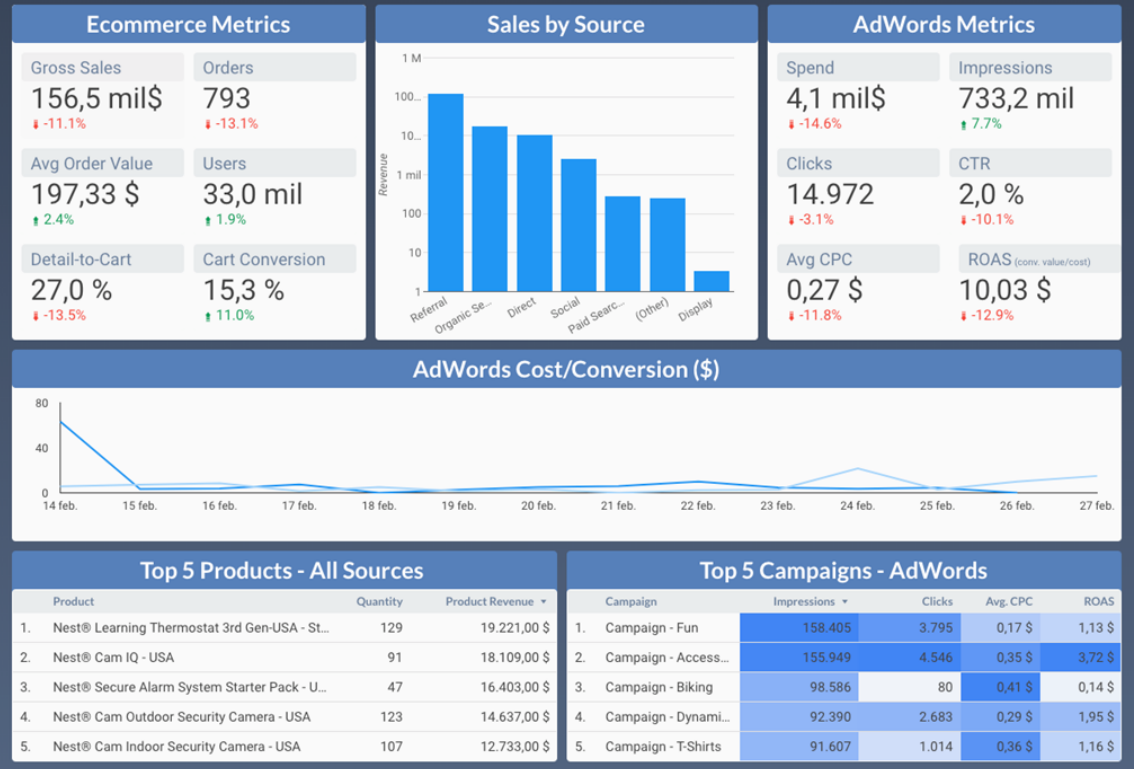 Ecommerce Metrics
Gross Sales
156,5 mil$
-11.1%
Orders
793
-13.1%
Avg Order Value
197,33 $
2.4%
Users
33,0 mil
1.9%
Detail-to-Cart
27,0 %
-13.5%
Cart Conversion
15,3 %
11.0%
Sales by Source
Revenue
1 M
100...
10...
1 mil
100
10
1
Referral
Organic Se...
Direct
Social
Paid Searc...
(Other)
Display
AdWords Metrics
Spend
4,1 mil$
-14.6%
Impressions
733,2 mil
7.7%
Clicks
14.972
-3.1%
CTR
2,0 %
-10.1%
Avg CPC
0,27 $
-11.8%
ROAS (conv. value/cost)
10,03 $
-12.9%
AdWords Cost/Conversion ($)
80
40
0
14 feb.
15 feb.
16 feb.
17 feb.
18 feb.
19 feb.
20 feb.
21 feb.
22 feb.
23 feb.
24 feb.
25 feb.
26 feb.
27 feb.
Top 5 Products - All Sources
Product Quantity Product Revenue
1. Nest® Learning Thermostat 3rd Gen-USA - St... 129 19.221,00 $
2. Nest® Cam IQ - USA 91 18.109,00 $
3. Nest® Secure Alarm System Starter Pack - U... 47 16.403,00 $
4. Nest® Cam Outdoor Security Camera - USA 123 14.637,00 $
5. Nest® Cam Indoor Security Camera - USA 107 12.733,00 $
Top 5 Campaigns - AdWords
Campaign Impressions Clicks Avg. CPC ROAS
1. Campaign - Fun 158.405 3.795 0,17 $ 1,13 $
2. Campaign - Access... 155.949 4.546 0,35 $ 3,72 $
3. Campaign - Biking 98.586 80 0,41 $ 0,14 $
4. Campaign - Dynami... 92.390 2.683 0,29 $ 1,95 $
5. Campaign - T-Shirts 91.607 1.014 0,36 $ 1,16 $